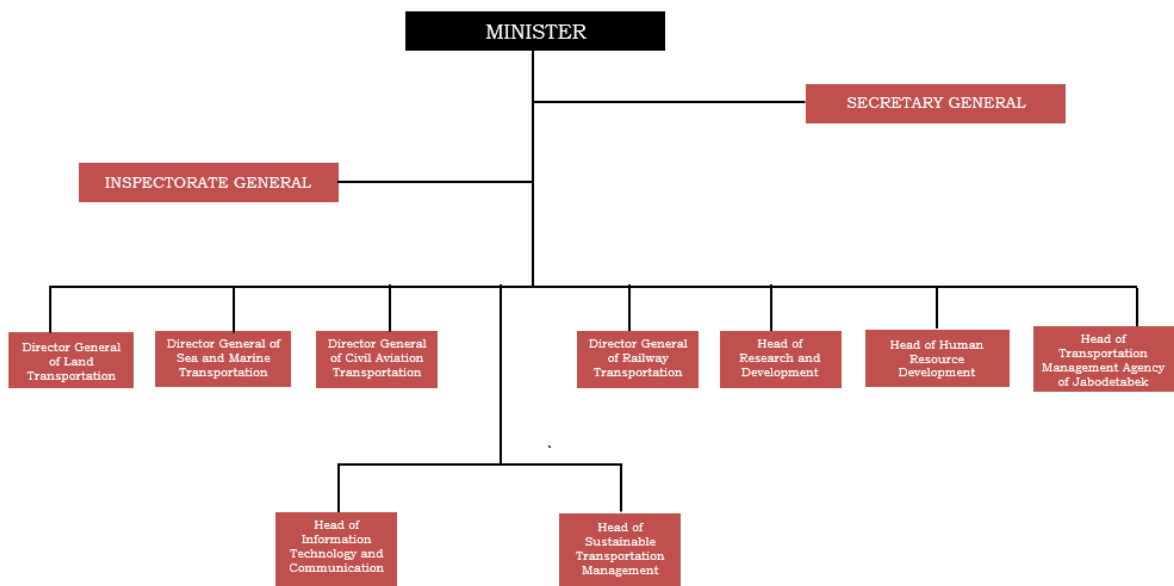 MINISTER
SECRETARY GENERAL
INSPECTORATE GENERAL
Director General
of Land
Transportation
Director General of
Sea and Marine
Transportation
Director General
of Civil Aviation
Transportation
Director General
of Railway
Transportation
Head of
Research and
Development
Head of Human
Resource
Development
Head of
Transportation
Management Agency
of Jabodetabek
Head of
Information
Technology and
Communication
Head of
Sustainable
Transportation
Management